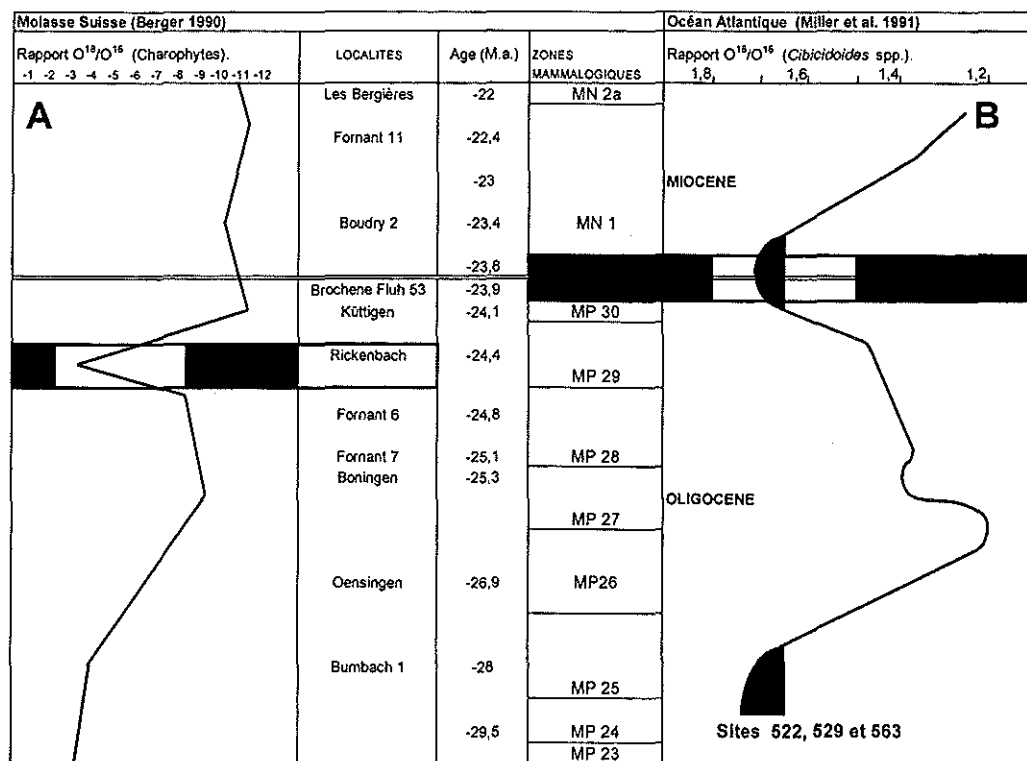 Molasse Suisse (Berger 1990)
Océan Atlantique (Miller et al. 1991)
Rapport O¹⁸/O¹⁶ (Charophytes).
-1 -2 -3 -4 -5 -6 -7 -8 -9 -10 -11 -12
LOCALITES
Age (M.a.)
ZONES
MAMMALOGIQUES
Rapport O¹⁸/O¹⁶ (Cibicidoides spp.).
1,8 1,6 1,4 1,2
A
B
Les Bergières -22 MN 2a
Fornant 11 -22,4
-23 MIOCENE
Boudry 2 -23,4 MN 1
-23,8
Brochene Fluh 53 -23,9
Küttigen -24,1 MP 30
Rickenbach -24,4
MP 29
Fornant 6 -24,8
Fornant 7 -25,1 MP 28
Boningen -25,3
OLIGOCENE
MP 27
Oensingen -26,9 MP26
Bumbach 1 -28
MP 25
-29,5 MP 24
Sites 522, 529 et 563
MP 23